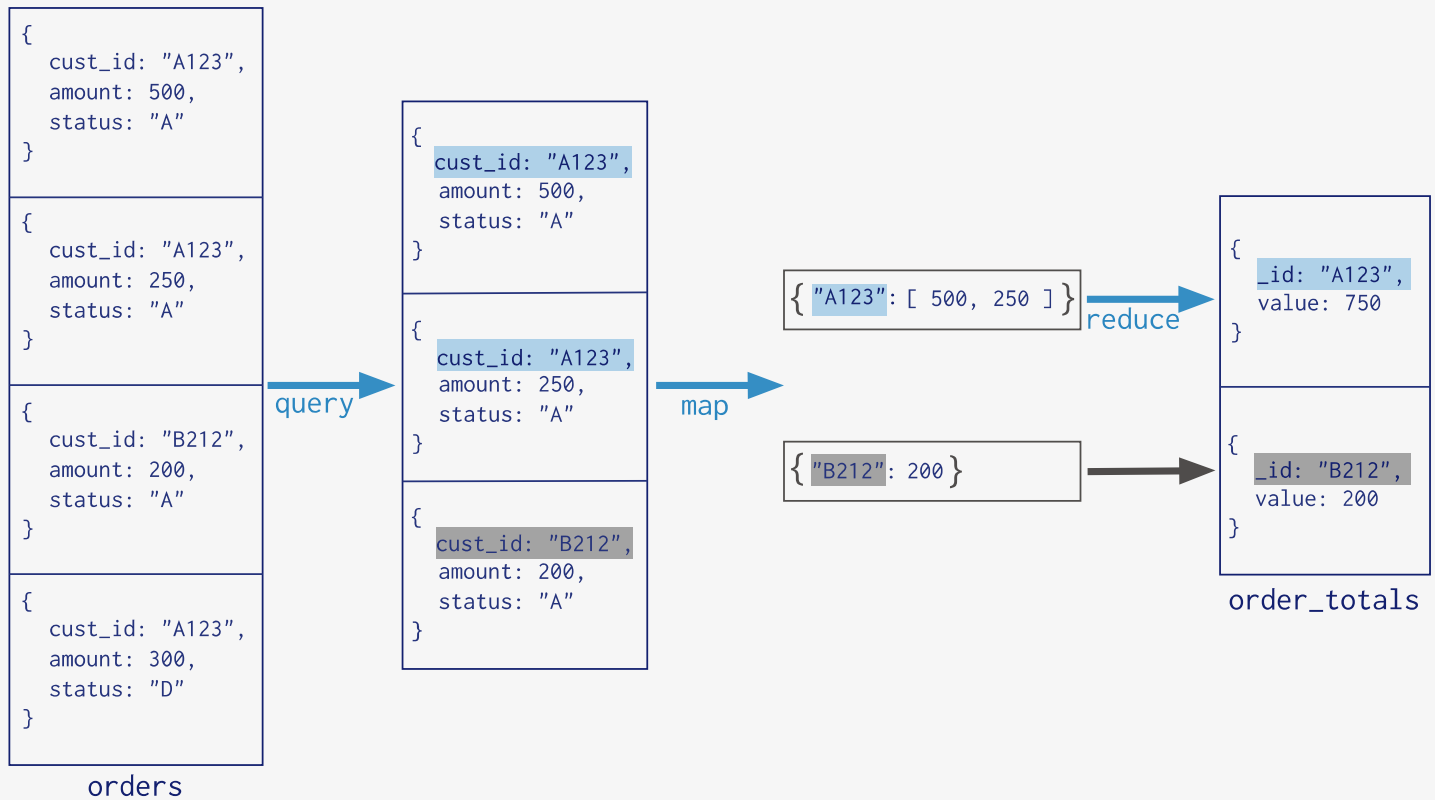 {
cust_id: "A123",
amount: 500,
status: "A"
}
{
cust_id: "A123",
amount: 250,
status: "A"
}
{
cust_id: "B212",
amount: 200,
status: "A"
}
{
cust_id: "A123",
amount: 300,
status: "D"
}
orders
query
{
cust_id: "A123",
amount: 500,
status: "A"
}
{
cust_id: "A123",
amount: 250,
status: "A"
}
{
cust_id: "B212",
amount: 200,
status: "A"
}
map
{ "A123": [ 500, 250 ] }
reduce
{ "B212": 200 }
{
_id: "A123",
value: 750
}
{
_id: "B212",
value: 200
}
order_totals